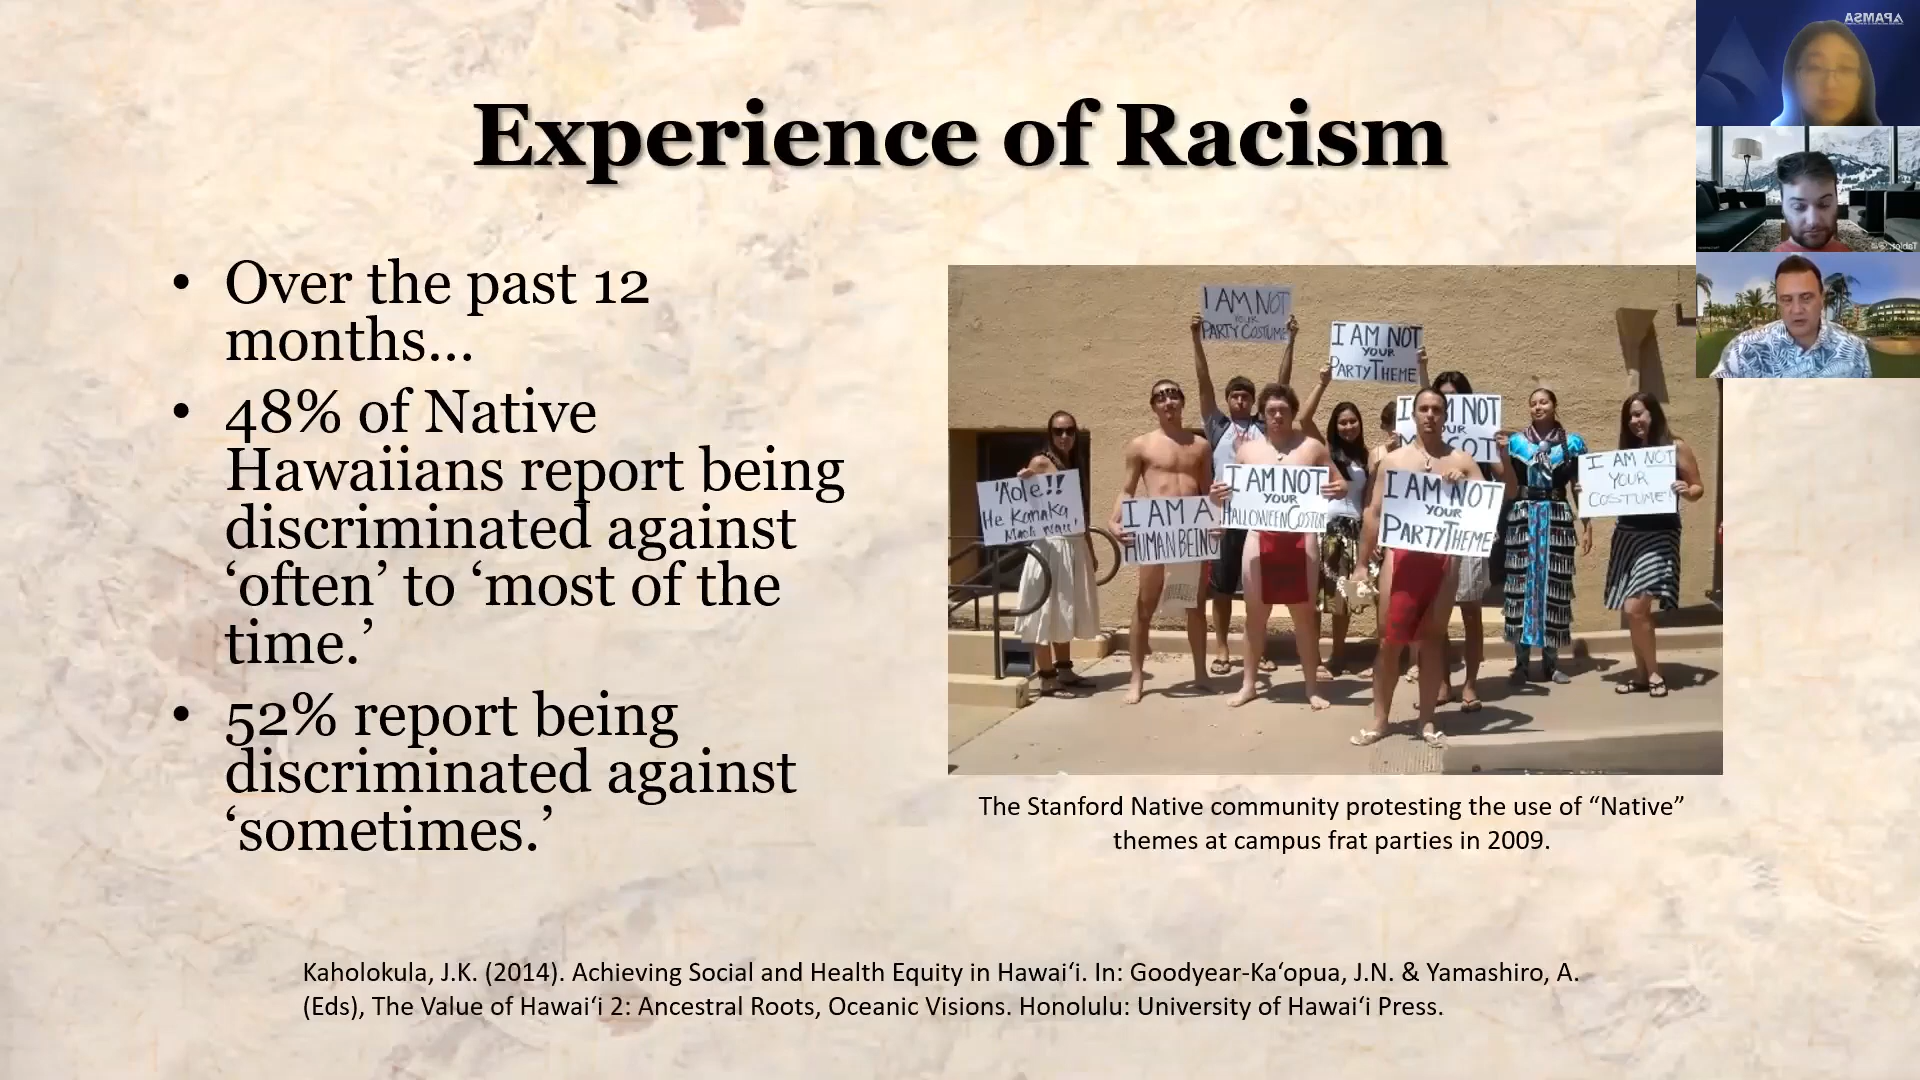 Experience of Racism
• Over the past 12
months…
• 48% of Native
Hawaiians report being
discriminated against
‘often’ to ‘most of the
time.’
• 52% report being
discriminated against
‘sometimes.’
I AM NOT
YOUR
PARTY COSTUME
I AM NOT
YOUR
PARTY THEME
I AM NOT
YOUR
MASCOT
'Aole!!
He Kanaka
Maoli wau!
I AM A
HUMAN BEING
I AM NOT
YOUR
HALLOWEEN COSTUME
I AM NOT
YOUR
PARTY THEME
I AM NOT
YOUR
COSTUME!
The Stanford Native community protesting the use of “Native”
themes at campus frat parties in 2009.
Kaholokula, J.K. (2014). Achieving Social and Health Equity in Hawai‘i. In: Goodyear-Ka‘opua, J.N. & Yamashiro, A.
(Eds), The Value of Hawai‘i 2: Ancestral Roots, Oceanic Visions. Honolulu: University of Hawai‘i Press.
APAMSA